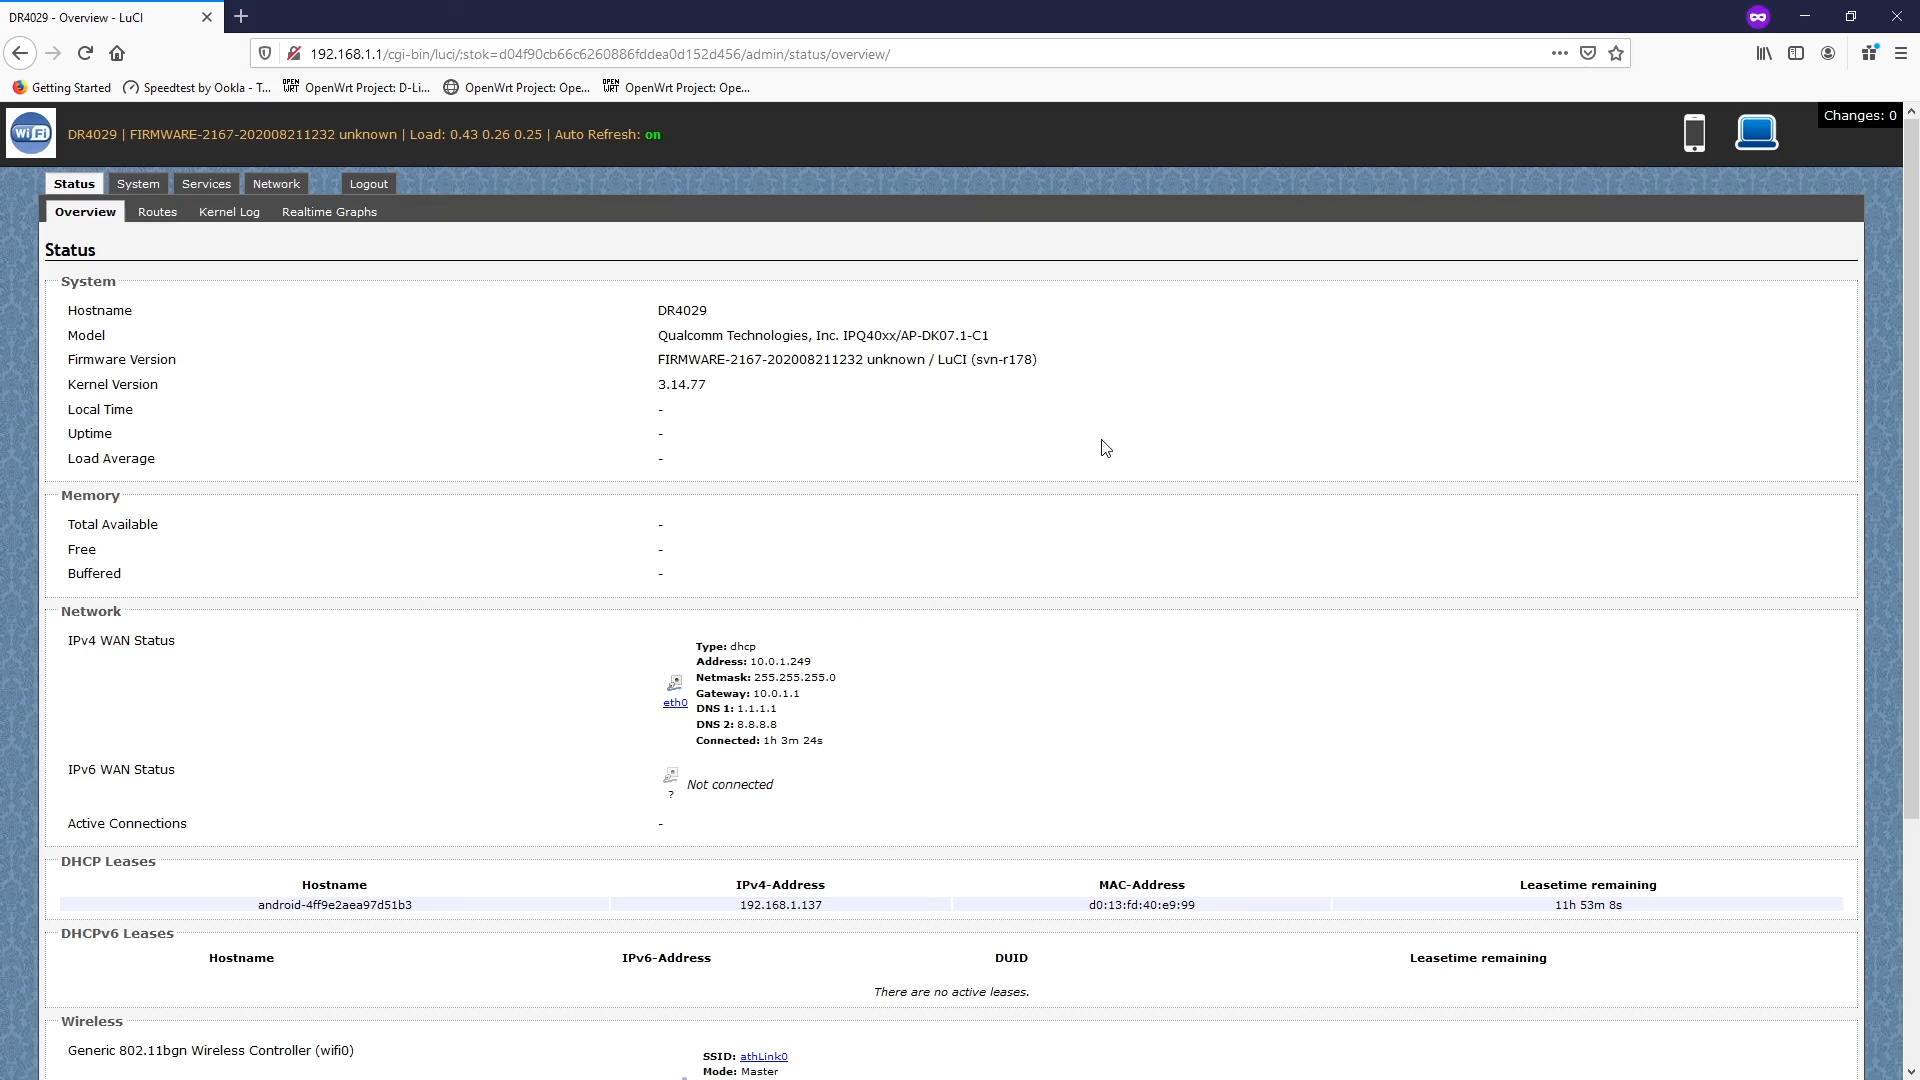 DR4029 - Overview - LuCI
192.168.1.1/cgi-bin/luci/;stok=d04f90cb66c6260886fddea0d152d456/admin/status/overview/
Getting Started Speedtest by Ookla - T... OPEN WRT OpenWrt Project: D-Li... OpenWrt Project: Ope... OPEN WRT OpenWrt Project: Ope...
WiFi DR4029 | FIRMWARE-2167-202008211232 unknown | Load: 0.43 0.26 0.25 | Auto Refresh: on
Changes: 0
Status System Services Network Logout
Overview Routes Kernel Log Realtime Graphs
Status
System
Hostname DR4029
Model Qualcomm Technologies, Inc. IPQ40xx/AP-DK07.1-C1
Firmware Version FIRMWARE-2167-202008211232 unknown / LuCI (svn-r178)
Kernel Version 3.14.77
Local Time -
Uptime -
Load Average -
Memory
Total Available -
Free -
Buffered -
Network
IPv4 WAN Status
eth0
Type: dhcp
Address: 10.0.1.249
Netmask: 255.255.255.0
Gateway: 10.0.1.1
DNS 1: 1.1.1.1
DNS 2: 8.8.8.8
Connected: 1h 3m 24s
IPv6 WAN Status
? Not connected
Active Connections -
DHCP Leases
Hostname IPv4-Address MAC-Address Leasetime remaining
android-4ff9e2aea97d51b3 192.168.1.137 d0:13:fd:40:e9:99 11h 53m 8s
DHCPv6 Leases
Hostname IPv6-Address DUID Leasetime remaining
There are no active leases.
Wireless
Generic 802.11bgn Wireless Controller (wifi0)
SSID: athLink0
Mode: Master